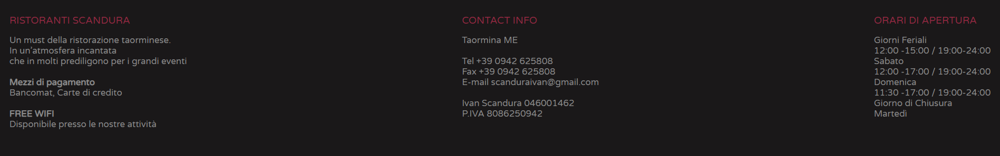 RISTORANTI SCANDURA
Un must della ristorazione taorminese.
In un'atmosfera incantata
che in molti prediligono per i grandi eventi
Mezzi di pagamento
Bancomat, Carte di credito
FREE WIFI
Disponibile presso le nostre attività
CONTACT INFO
Taormina ME
Tel +39 0942 625808
Fax +39 0942 625808
E-mail scanduraivan@gmail.com
Ivan Scandura 046001462
P.IVA 8086250942
ORARI DI APERTURA
Giorni Feriali
12:00 -15:00 / 19:00-24:00
Sabato
12:00 -17:00 / 19:00-24:00
Domenica
11:30 -17:00 / 19:00-24:00
Giorno di Chiusura
Martedì